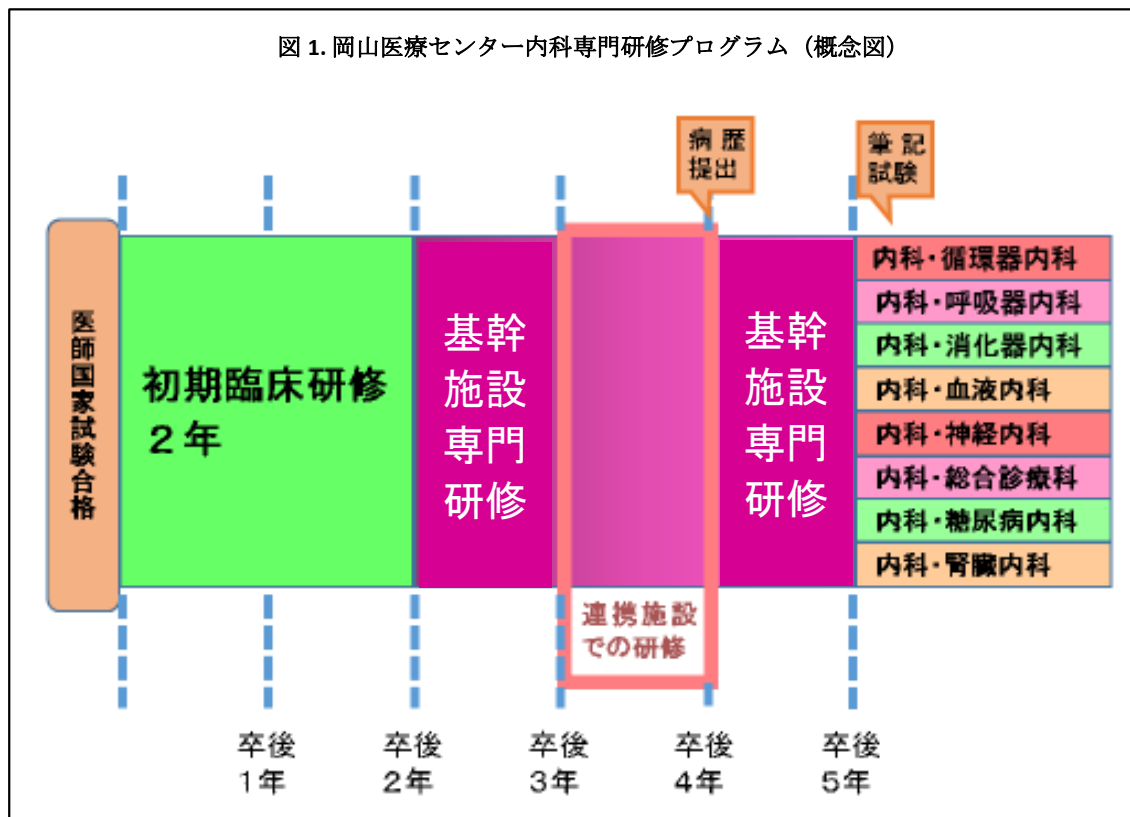 図 1. 岡山医療センター内科専門研修プログラム（概念図）
病歴
提出
筆記
試験
医師国家試験合格
初期臨床研修
２年
基幹
施設
専門
研修
連携施設
での研修
基幹
施設
専門
研修
内科・循環器内科
内科・呼吸器内科
内科・消化器内科
内科・血液内科
内科・神経内科
内科・総合診療科
内科・糖尿病内科
内科・腎臓内科
卒後
１年
卒後
２年
卒後
３年
卒後
４年
卒後
５年